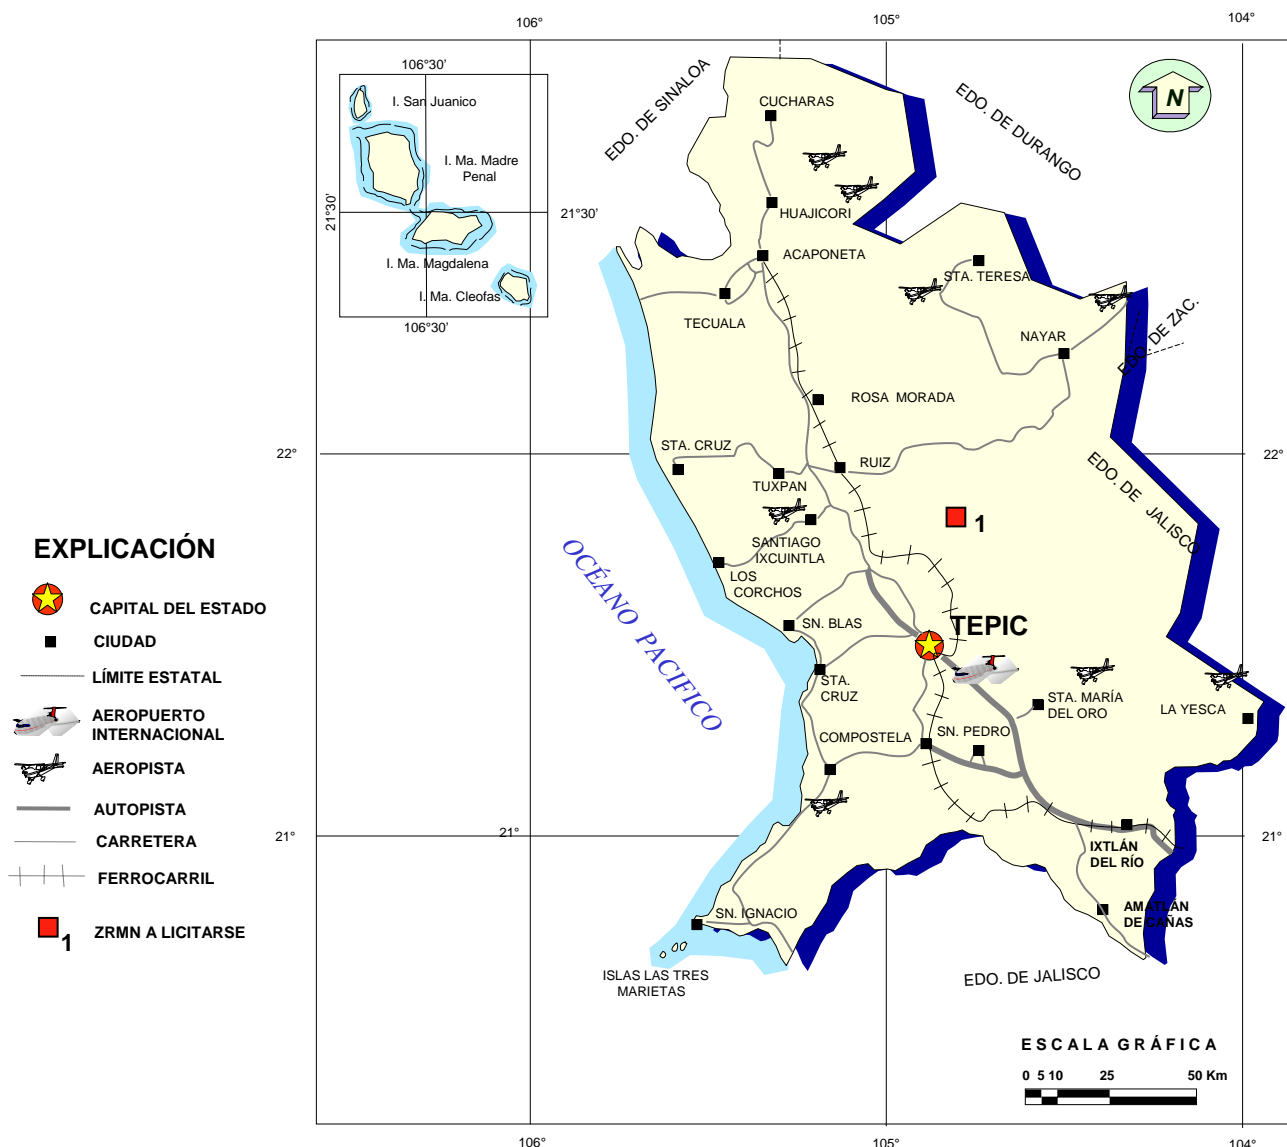 106°
105°
104°
106°30'
I. San Juanico
I. Ma. Madre
Penal
21°30'
21°30'
I. Ma. Magdalena
I. Ma. Cleofas
106°30'
EDO. DE SINALOA
EDO. DE DURANGO
N
CUCHARAS
HUAJICORI
ACAPONETA
STA. TERESA
TECUALA
NAYAR
EDO. DE ZAC.
ROSA MORADA
STA. CRUZ
RUIZ
22°
22°
TUXPAN
EDO. DE JALISCO
1
SANTIAGO
IXCUINTLA
LOS
CORCHOS
OCÉANO PACIFICO
SN. BLAS
TEPIC
STA.
CRUZ
STA. MARÍA
DEL ORO
LA YESCA
COMPOSTELA
SN. PEDRO
21°
21°
21°
IXTLÁN
DEL RÍO
AMATLAN
DE CAÑAS
SN. IGNACIO
ISLAS LAS TRES
MARIETAS
EDO. DE JALISCO
EXPLICACIÓN
CAPITAL DEL ESTADO
CIUDAD
LÍMITE ESTATAL
AEROPUERTO
INTERNACIONAL
AEROPISTA
AUTOPISTA
CARRETERA
FERROCARRIL
1 ZRMN A LICITARSE
ESCALA GRÁFICA
0 5 10 25 50 Km
106°
105°
104°